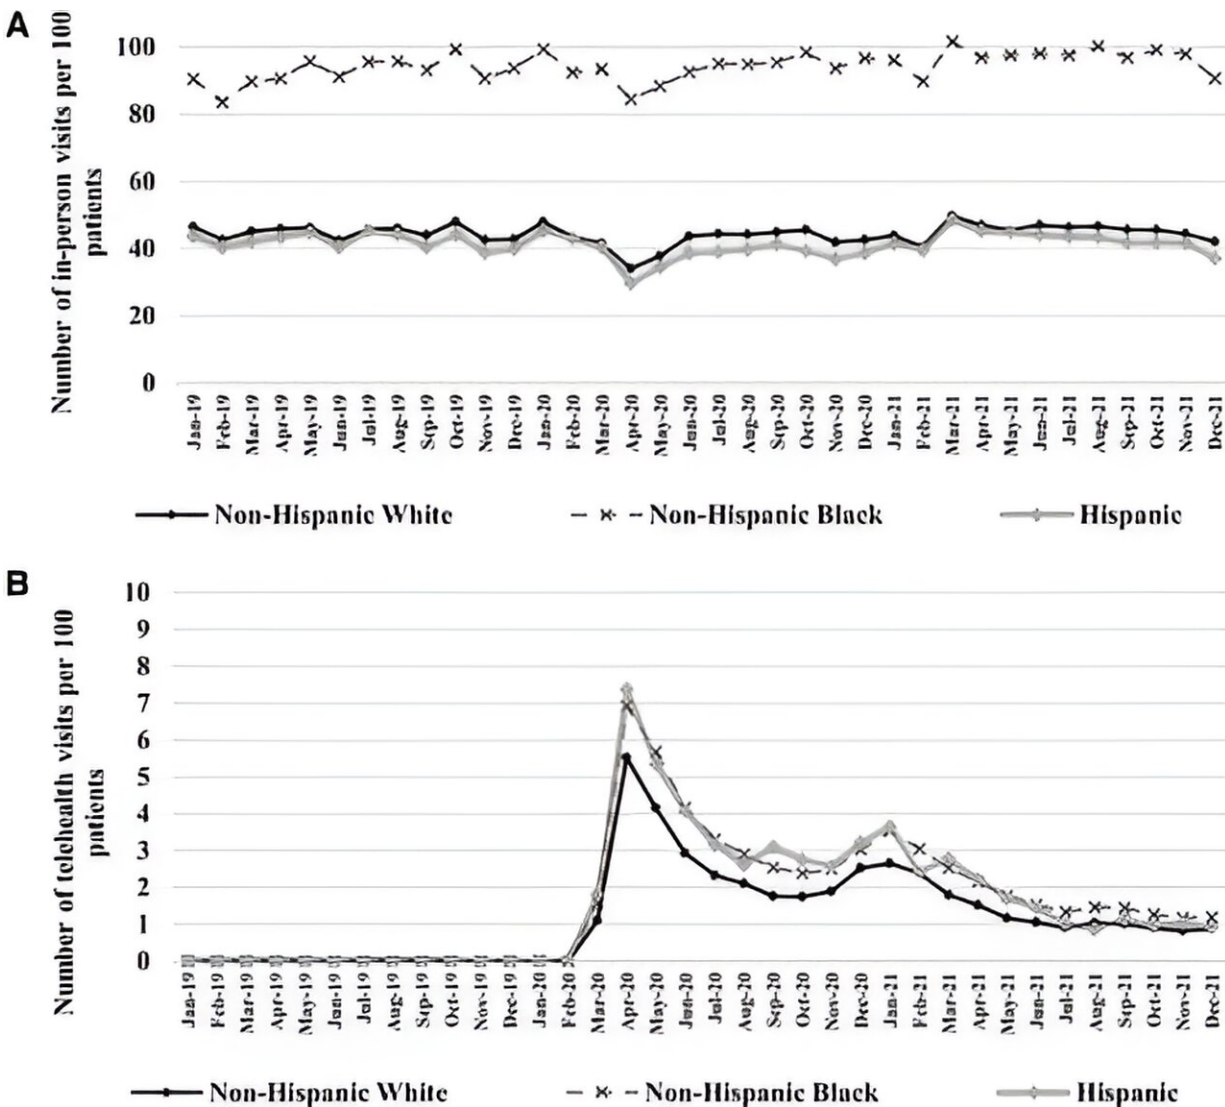 A
Number of in-person visits per 100
patients
100
80
60
40
20
0
Jan-19 Feb-19 Mar-19 Apr-19 May-19 Jun-19 Jul-19 Aug-19 Sep-19 Oct-19 Nov-19 Dec-19 Jan-20 Feb-20 Mar-20 Apr-20 May-20 Jun-20 Jul-20 Aug-20 Sep-20 Oct-20 Nov-20 Dec-20 Jan-21 Feb-21 Mar-21 Apr-21 May-21 Jun-21 Jul-21 Aug-21 Sep-21 Oct-21 Nov-21 Dec-21
Non-Hispanic White Non-Hispanic Black Hispanic
B
Number of telehealth visits per 100
patients
10
9
8
7
6
5
4
3
2
1
0
Jan-19 Feb-19 Mar-19 Apr-19 May-19 Jun-19 Jul-19 Aug-19 Sep-19 Oct-19 Nov-19 Dec-19 Jan-20 Feb-20 Mar-20 Apr-20 May-20 Jun-20 Jul-20 Aug-20 Sep-20 Oct-20 Nov-20 Dec-20 Jan-21 Feb-21 Mar-21 Apr-21 May-21 Jun-21 Jul-21 Aug-21 Sep-21 Oct-21 Nov-21 Dec-21
Non-Hispanic White Non-Hispanic Black Hispanic